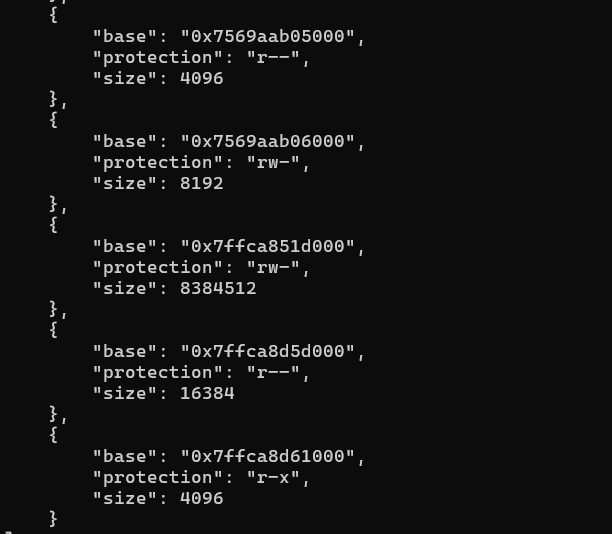 },
    {
        "base": "0x7569aab05000",
        "protection": "r--",
        "size": 4096
    },
    {
        "base": "0x7569aab06000",
        "protection": "rw-",
        "size": 8192
    },
    {
        "base": "0x7ffca851d000",
        "protection": "rw-",
        "size": 8384512
    },
    {
        "base": "0x7ffca8d5d000",
        "protection": "r--",
        "size": 16384
    },
    {
        "base": "0x7ffca8d61000",
        "protection": "r-x",
        "size": 4096
    }